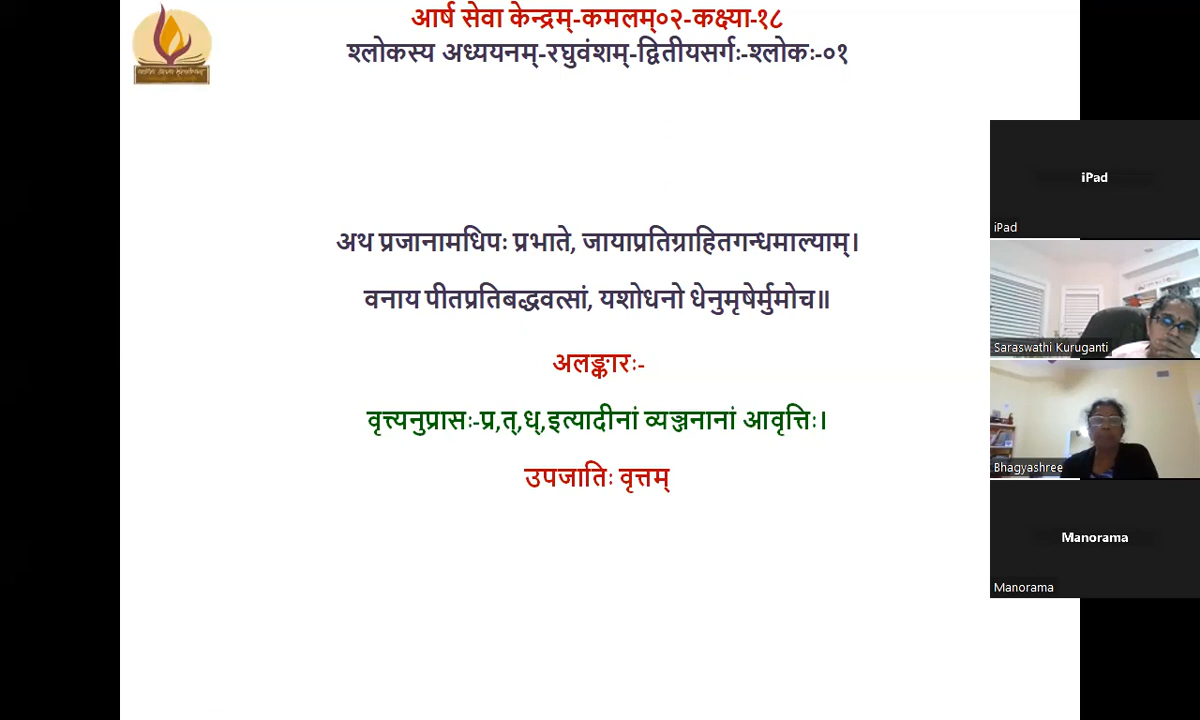 आर्ष सेवा केन्द्रम्-कमलम्०२-कक्ष्या-१८
श्लोकस्य अध्ययनम्-रघुवंशम्-द्वितीयसर्गः-श्लोकः-०१
अथ प्रजानामधिपः प्रभाते, जायाप्रतिग्राहितगन्धमाल्याम्।
वनाय पीतप्रतिबद्धवत्सां, यशोधनो धेनुमृषेर्मुमोच॥
अलङ्कारः-
वृत्त्यनुप्रासः-प्र,त्,ध्,इत्यादीनां व्यञ्जनानां आवृत्तिः।
उपजातिः वृत्तम्
iPad
iPad
Saraswathi Kuruganti
Bhagyashree
Manorama
Manorama